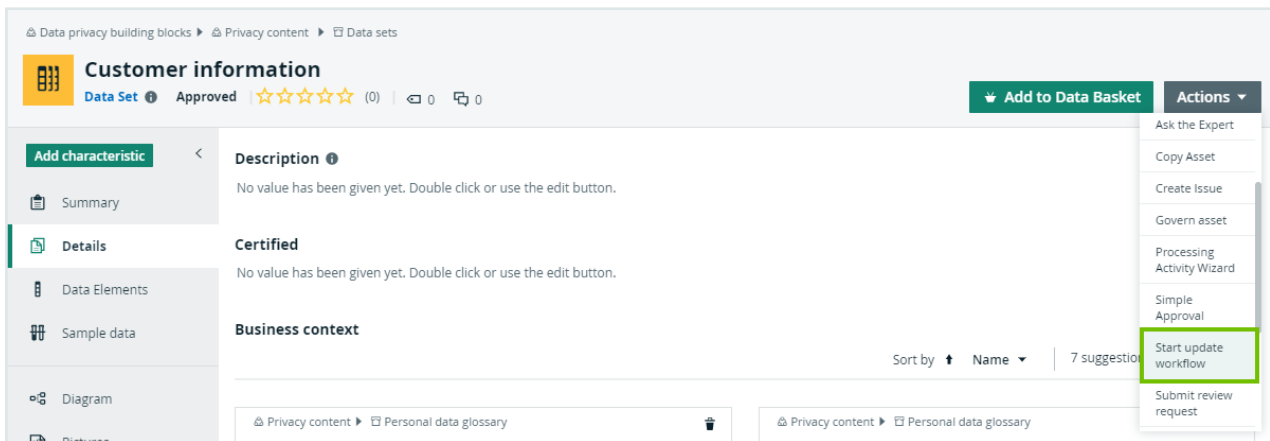 Data privacy building blocks Privacy content Data sets
Customer information
Data Set Approved (0) 0 0
Add to Data Basket Actions
Ask the Expert
Copy Asset
Create Issue
Govern asset
Processing
Activity Wizard
Simple
Approval
Start update
workflow
Submit review
request
Add characteristic
Summary
Details
Data Elements
Sample data
Diagram
Description
No value has been given yet. Double click or use the edit button.
Certified
No value has been given yet. Double click or use the edit button.
Business context
Sort by Name 7 suggestion
Privacy content Personal data glossary
Privacy content Personal data glossary